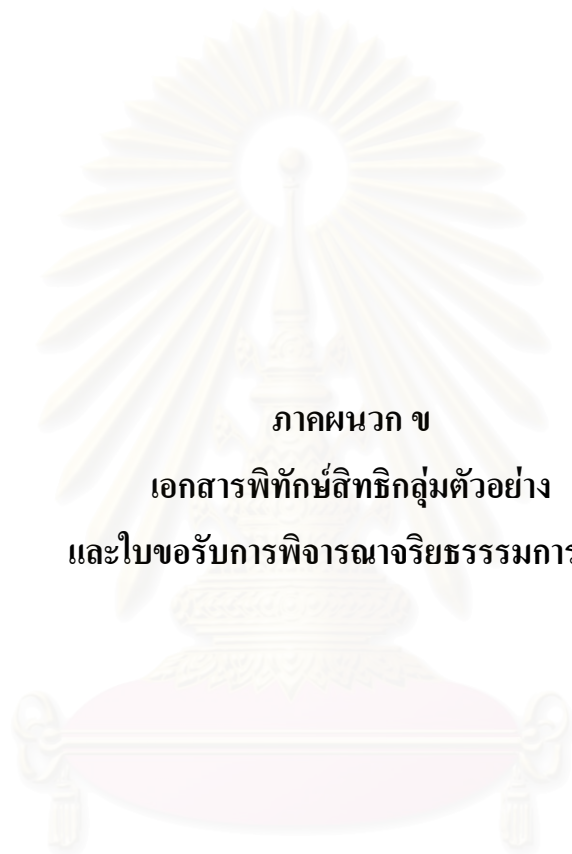 ภาคผนวก ข
เอกสารพิทักษ์สิทธิกลุ่มตัวอย่าง
และใบขอรับการพิจารณาจริยธรรรมการ